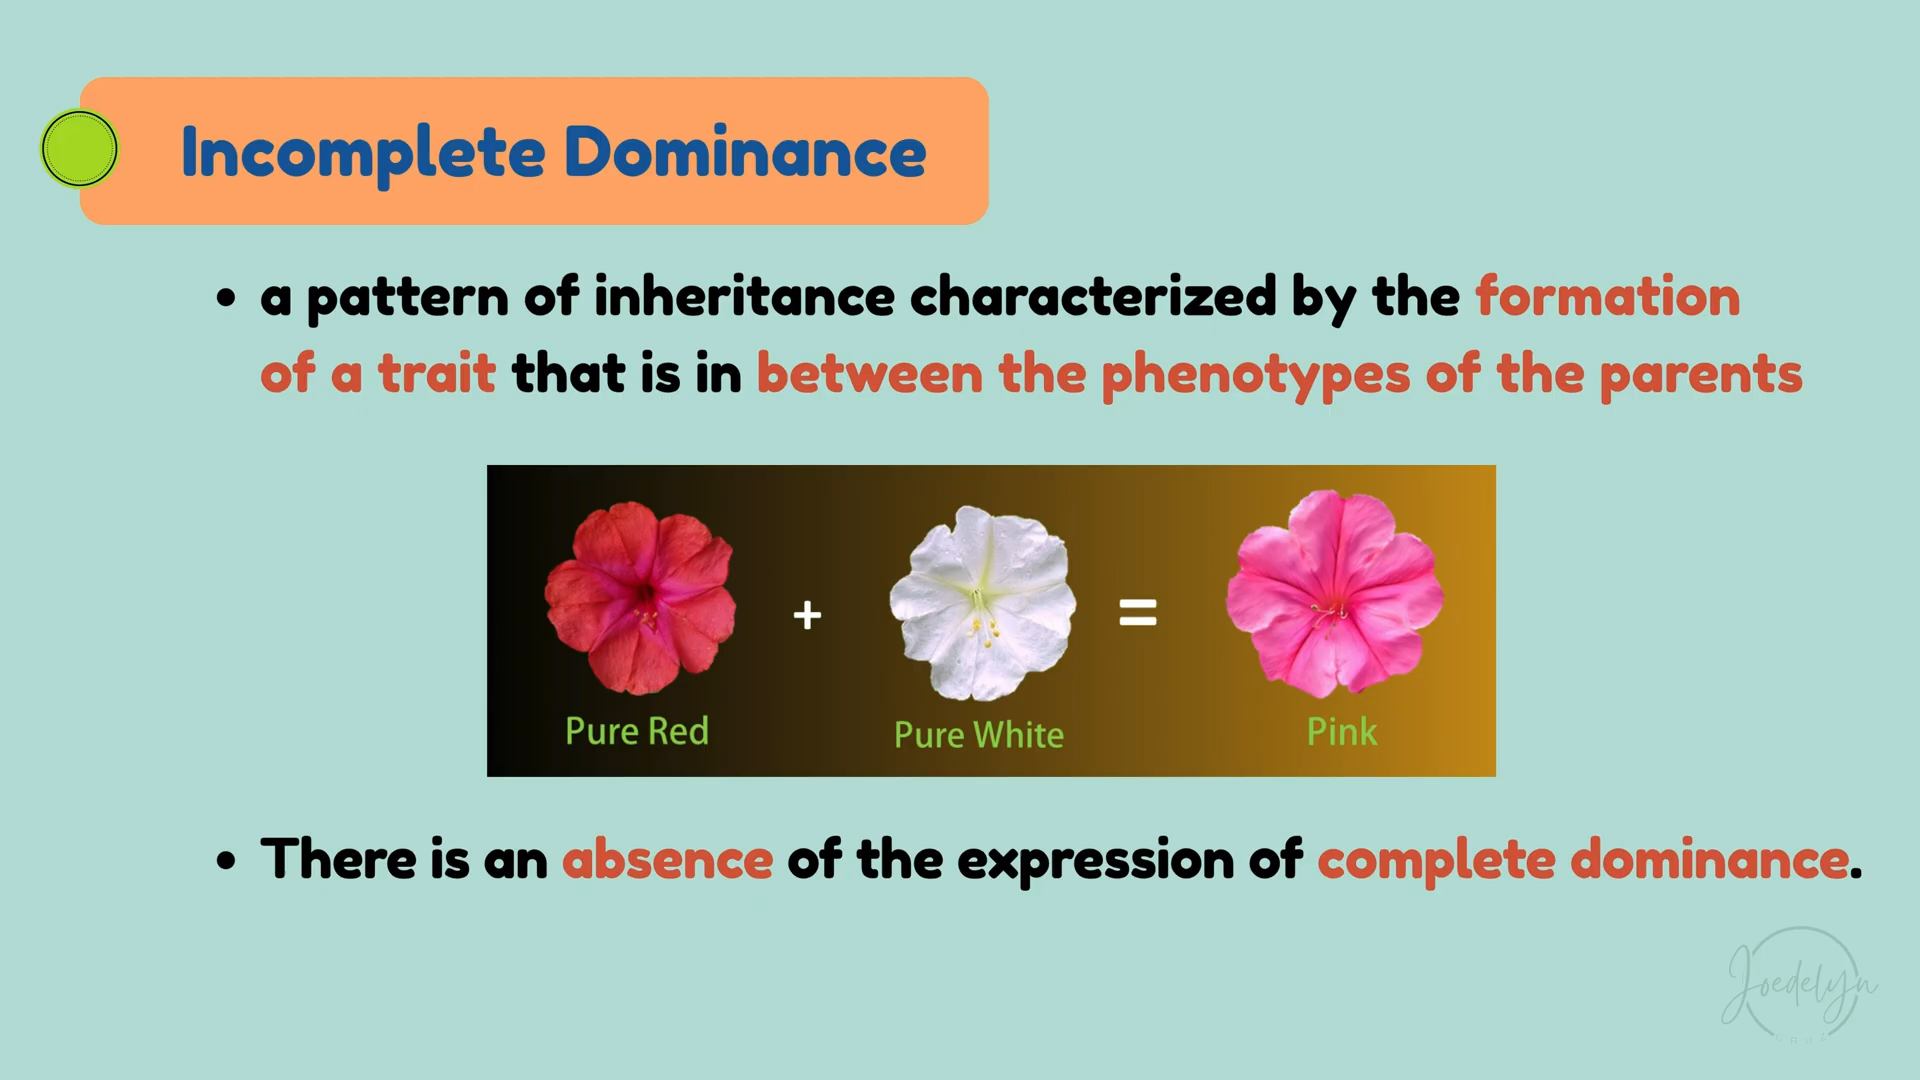 Incomplete Dominance
• a pattern of inheritance characterized by the formation
of a trait that is in between the phenotypes of the parents
+ =
Pure Red Pure White Pink
• There is an absence of the expression of complete dominance.
Joedelyn
CRUZ